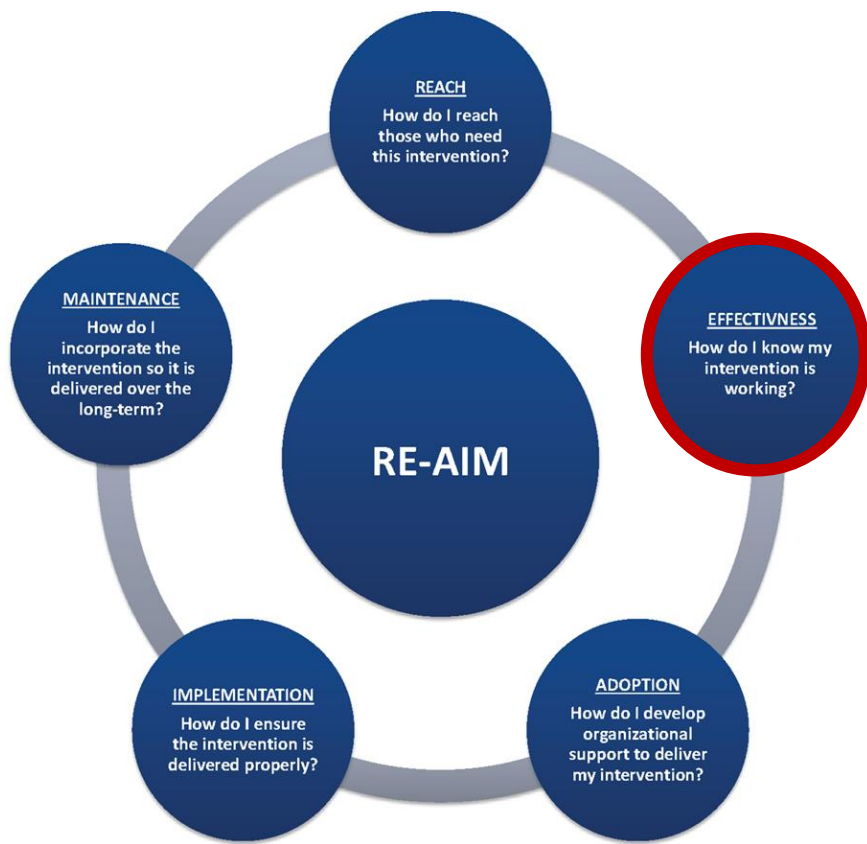 REACH
How do I reach
those who need
this intervention?
EFFECTIVNESS
How do I know my
intervention is
working?
ADOPTION
How do I develop
organizational
support to deliver
my intervention?
IMPLEMENTATION
How do I ensure
the intervention is
delivered properly?
MAINTENANCE
How do I
incorporate the
intervention so it is
delivered over the
long-term?
RE-AIM